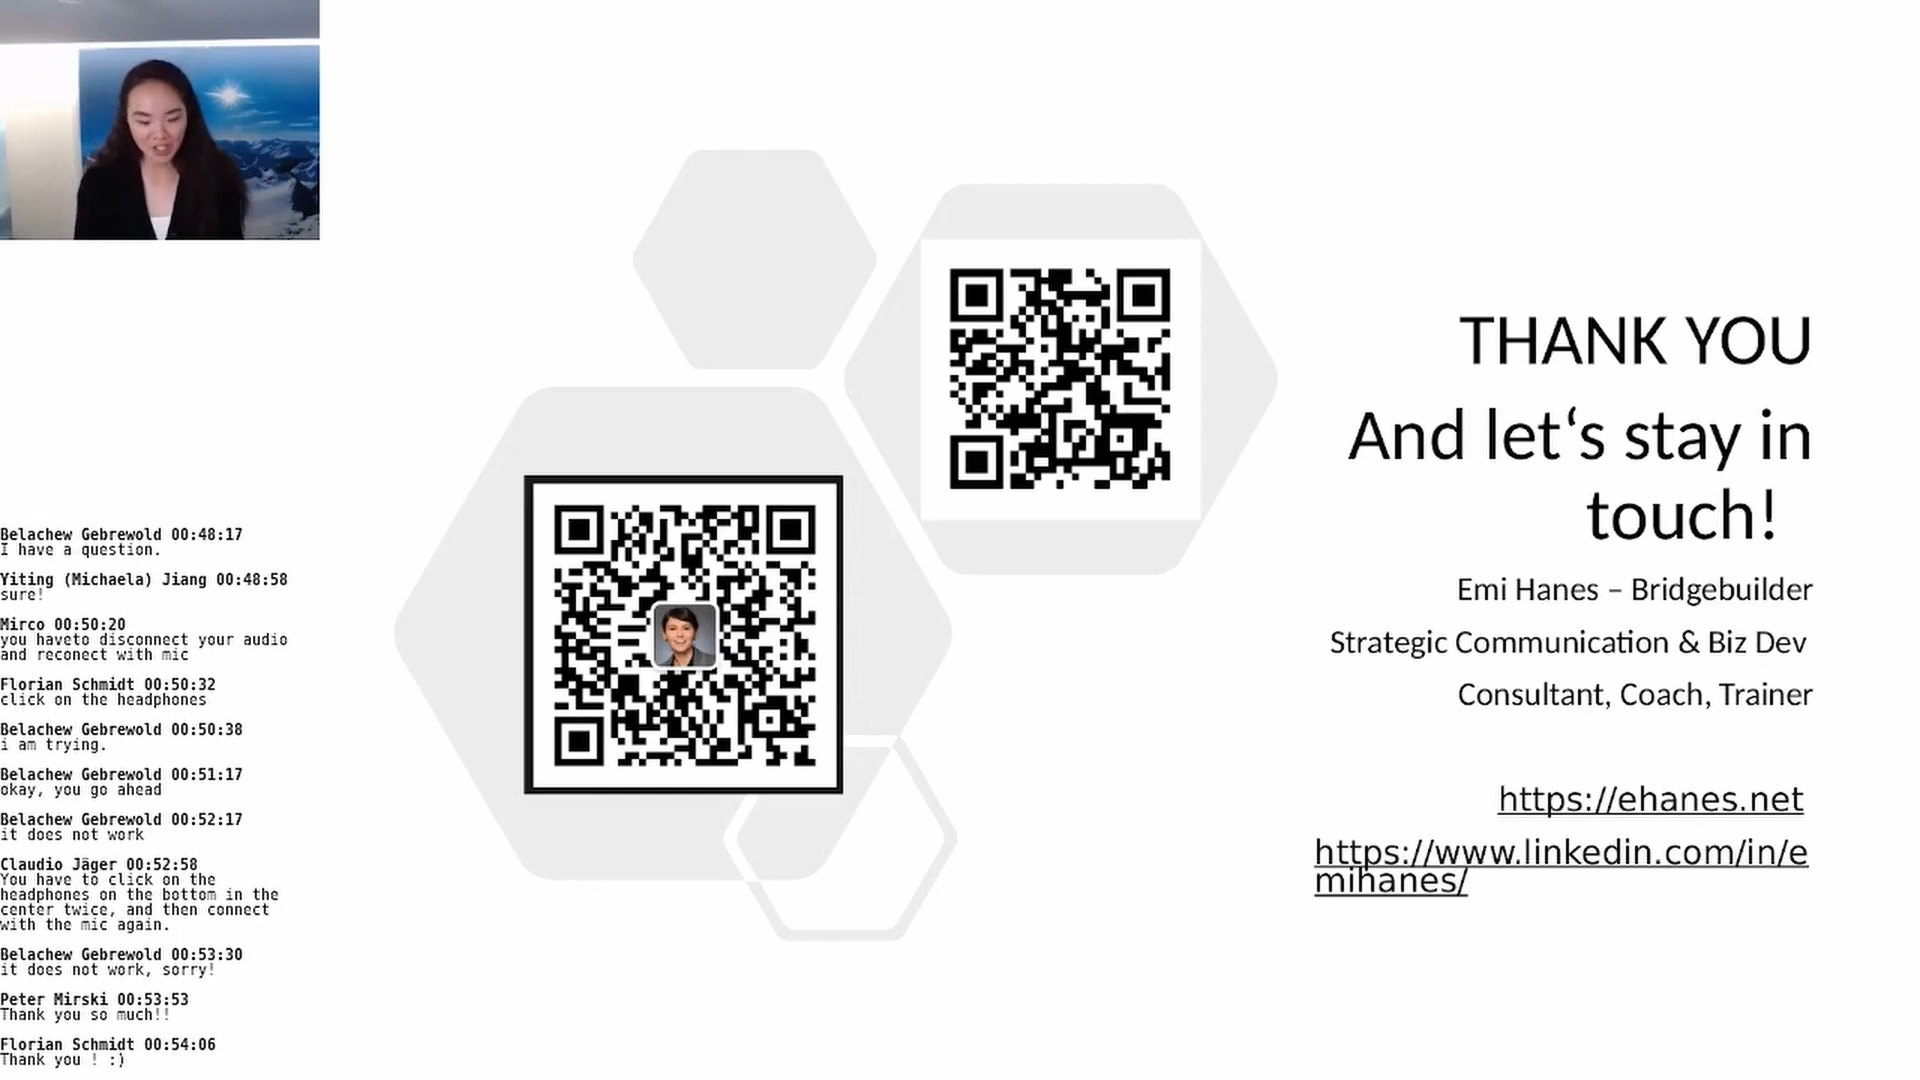 Belachew Gebrewold 00:48:17
I have a question.
Yiting (Michaela) Jiang 00:48:58
sure!
Mirco 00:50:20
you haveto disconnect your audio
and reconect with mic
Florian Schmidt 00:50:32
click on the headphones
Belachew Gebrewold 00:50:38
i am trying.
Belachew Gebrewold 00:51:17
okay, you go ahead
Belachew Gebrewold 00:52:17
it does not work
Claudio Jäger 00:52:58
You have to click on the
headphones on the bottom in the
center twice, and then connect
with the mic again.
Belachew Gebrewold 00:53:30
it does not work, sorry!
Peter Mirski 00:53:53
Thank you so much!!
Florian Schmidt 00:54:06
Thank you ! :)
THANK YOU
And let‘s stay in
touch!
Emi Hanes – Bridgebuilder
Strategic Communication & Biz Dev
Consultant, Coach, Trainer
https://ehanes.net
https://www.linkedin.com/in/e
mihanes/